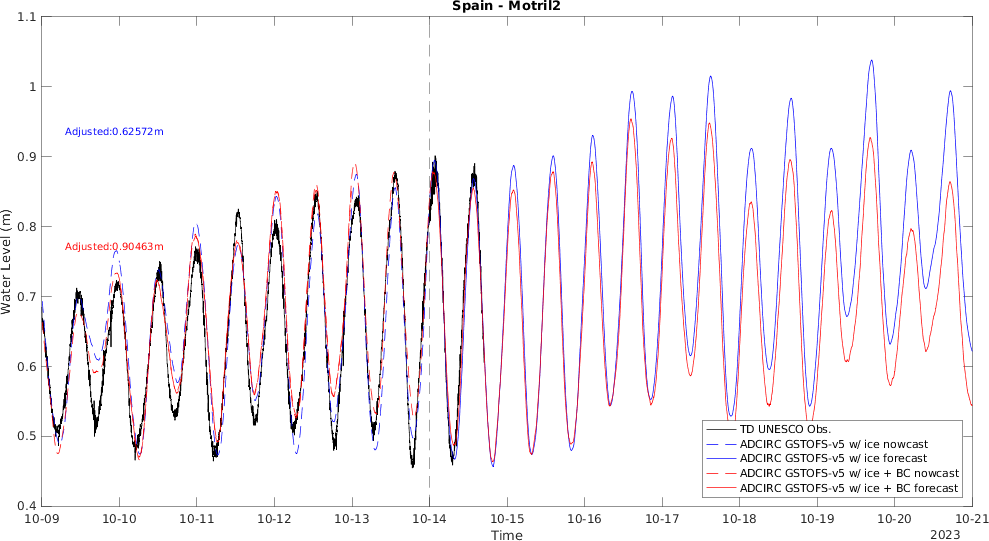 Spain - Motril2
1.1
1
0.9
0.8
0.7
0.6
0.5
0.4
Water Level (m)
Adjusted:0.62572m
Adjusted:0.90463m
TD UNESCO Obs.
ADCIRC GSTOFS-v5 w/ ice nowcast
ADCIRC GSTOFS-v5 w/ ice forecast
ADCIRC GSTOFS-v5 w/ ice + BC nowcast
ADCIRC GSTOFS-v5 w/ ice + BC forecast
10-09 10-10 10-11 10-12 10-13 10-14 10-15 10-16 10-17 10-18 10-19 10-20 10-21
Time
2023